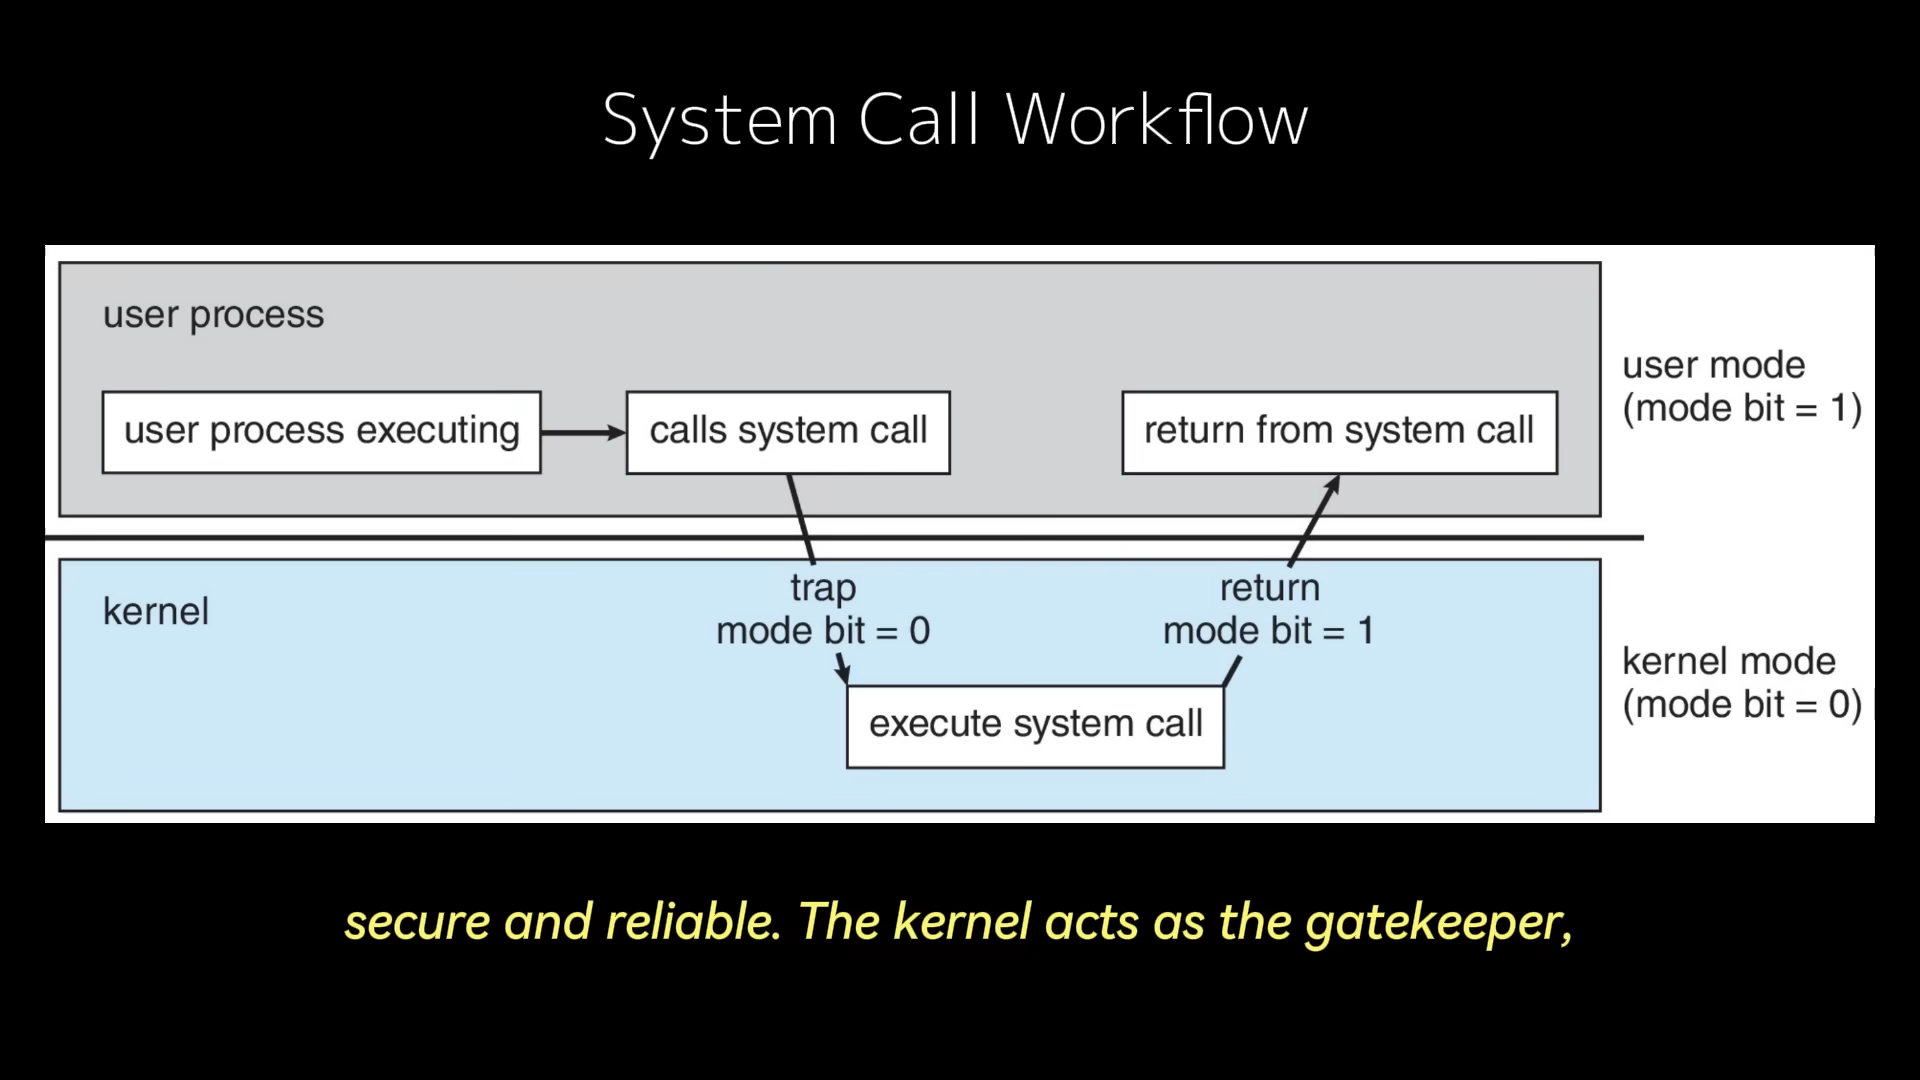 System Call Workflow
user process
user process executing
calls system call
return from system call
user mode
(mode bit = 1)
kernel
trap
mode bit = 0
return
mode bit = 1
execute system call
kernel mode
(mode bit = 0)
secure and reliable. The kernel acts as the gatekeeper,